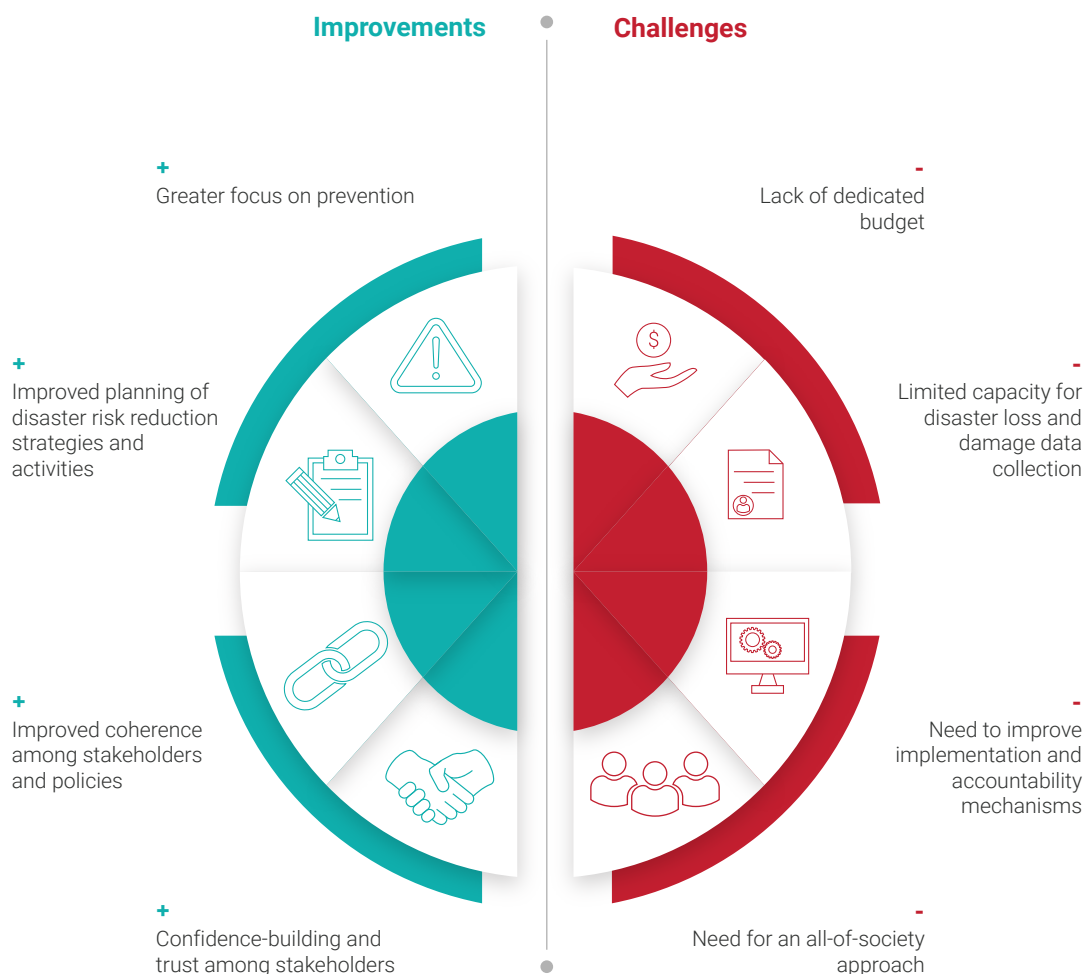 Improvements
Challenges
+
Greater focus on prevention
+
Improved planning of
disaster risk reduction
strategies and
activities
+
Improved coherence
among stakeholders
and policies
+
Confidence-building and
trust among stakeholders
-
Lack of dedicated
budget
$
-
Limited capacity for
disaster loss and
damage data
collection
-
Need to improve
implementation and
accountability
mechanisms
-
Need for an all-of-society
approach